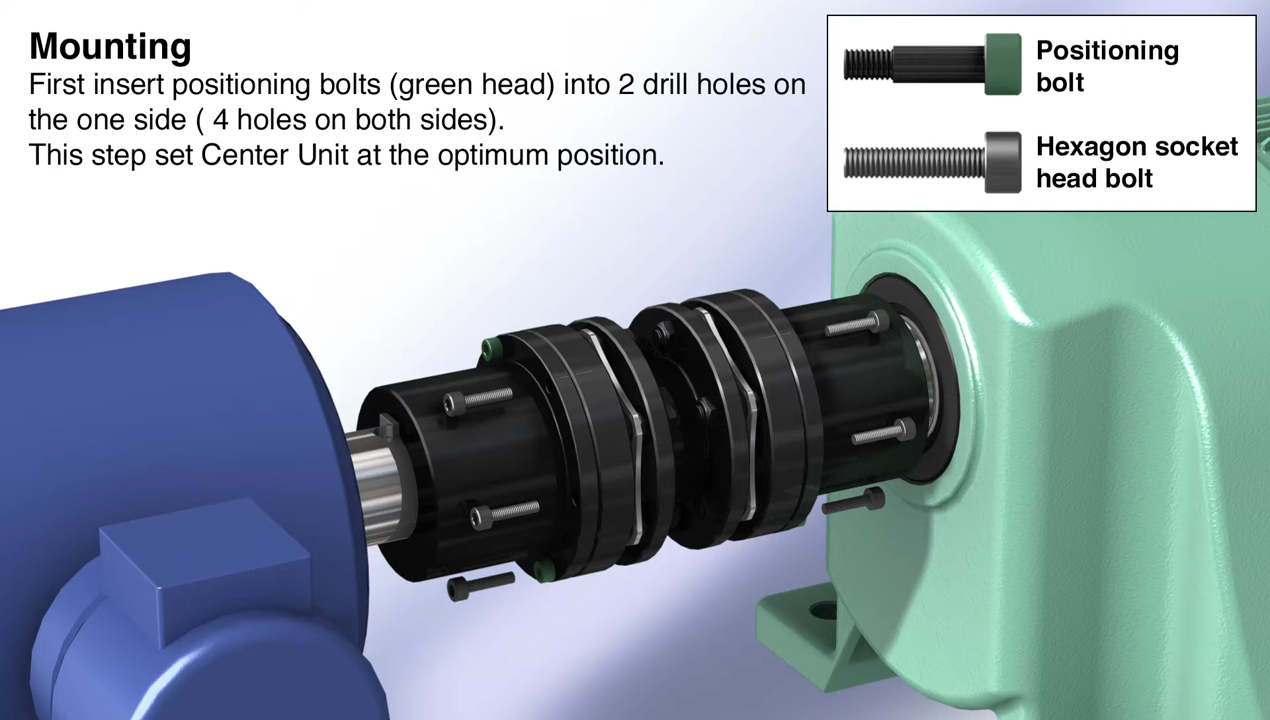 Mounting
First insert positioning bolts (green head) into 2 drill holes on
the one side ( 4 holes on both sides).
This step set Center Unit at the optimum position.
Positioning
bolt
Hexagon socket
head bolt